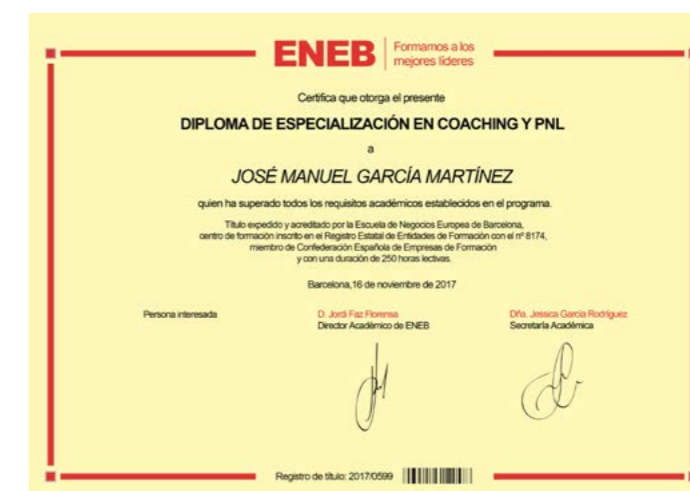 ENEB
Formamos a los
mejores líderes
Certifica que otorga el presente
DIPLOMA DE ESPECIALIZACIÓN EN COACHING Y PNL
a
JOSÉ MANUEL GARCÍA MARTÍNEZ
quien ha superado todos los requisitos académicos establecidos en el programa.
Título expedido y acreditado por la Escuela de Negocios Europea de Barcelona,
centro de formación inscrito en el Registro Estatal de Entidades de Formación con el nº 8174,
miembro de Confederación Española de Empresas de Formación
y con una duración de 250 horas lectivas.
Barcelona,16 de noviembre de 2017
Persona interesada
D. Jordi Faz Florensa
Director Académico de ENEB
Dña. Jessica García Rodríguez
Secretaría Académica
Registro de título: 2017/0599